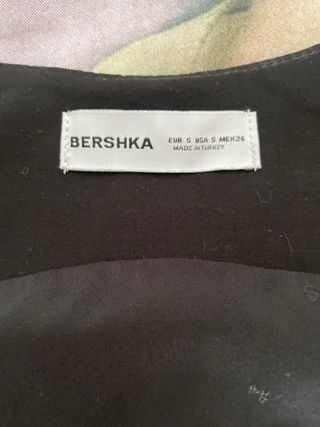 BERSHKA
EUR S USA S MEX26
MADE IN TURKEY